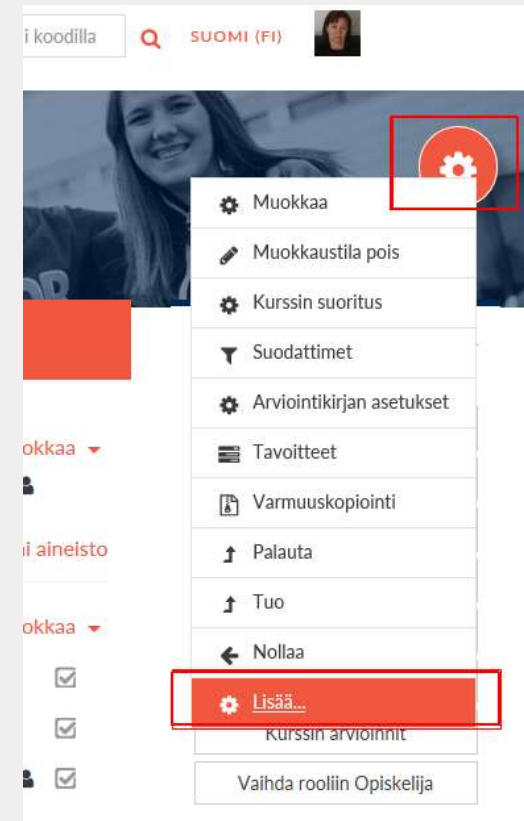 i koodilla
SUOMI (FI)
Muokkaa
Muokkaustila pois
Kurssin suoritus
Suodattimet
Arviointikirjan asetukset
okkaa
Tavoitteet
Varmuuskopiointi
i aineisto
Palauta
Tuo
okkaa
Nollaa
Lisää...
Kurssin arvioinnit
Vaihda rooliin Opiskelija